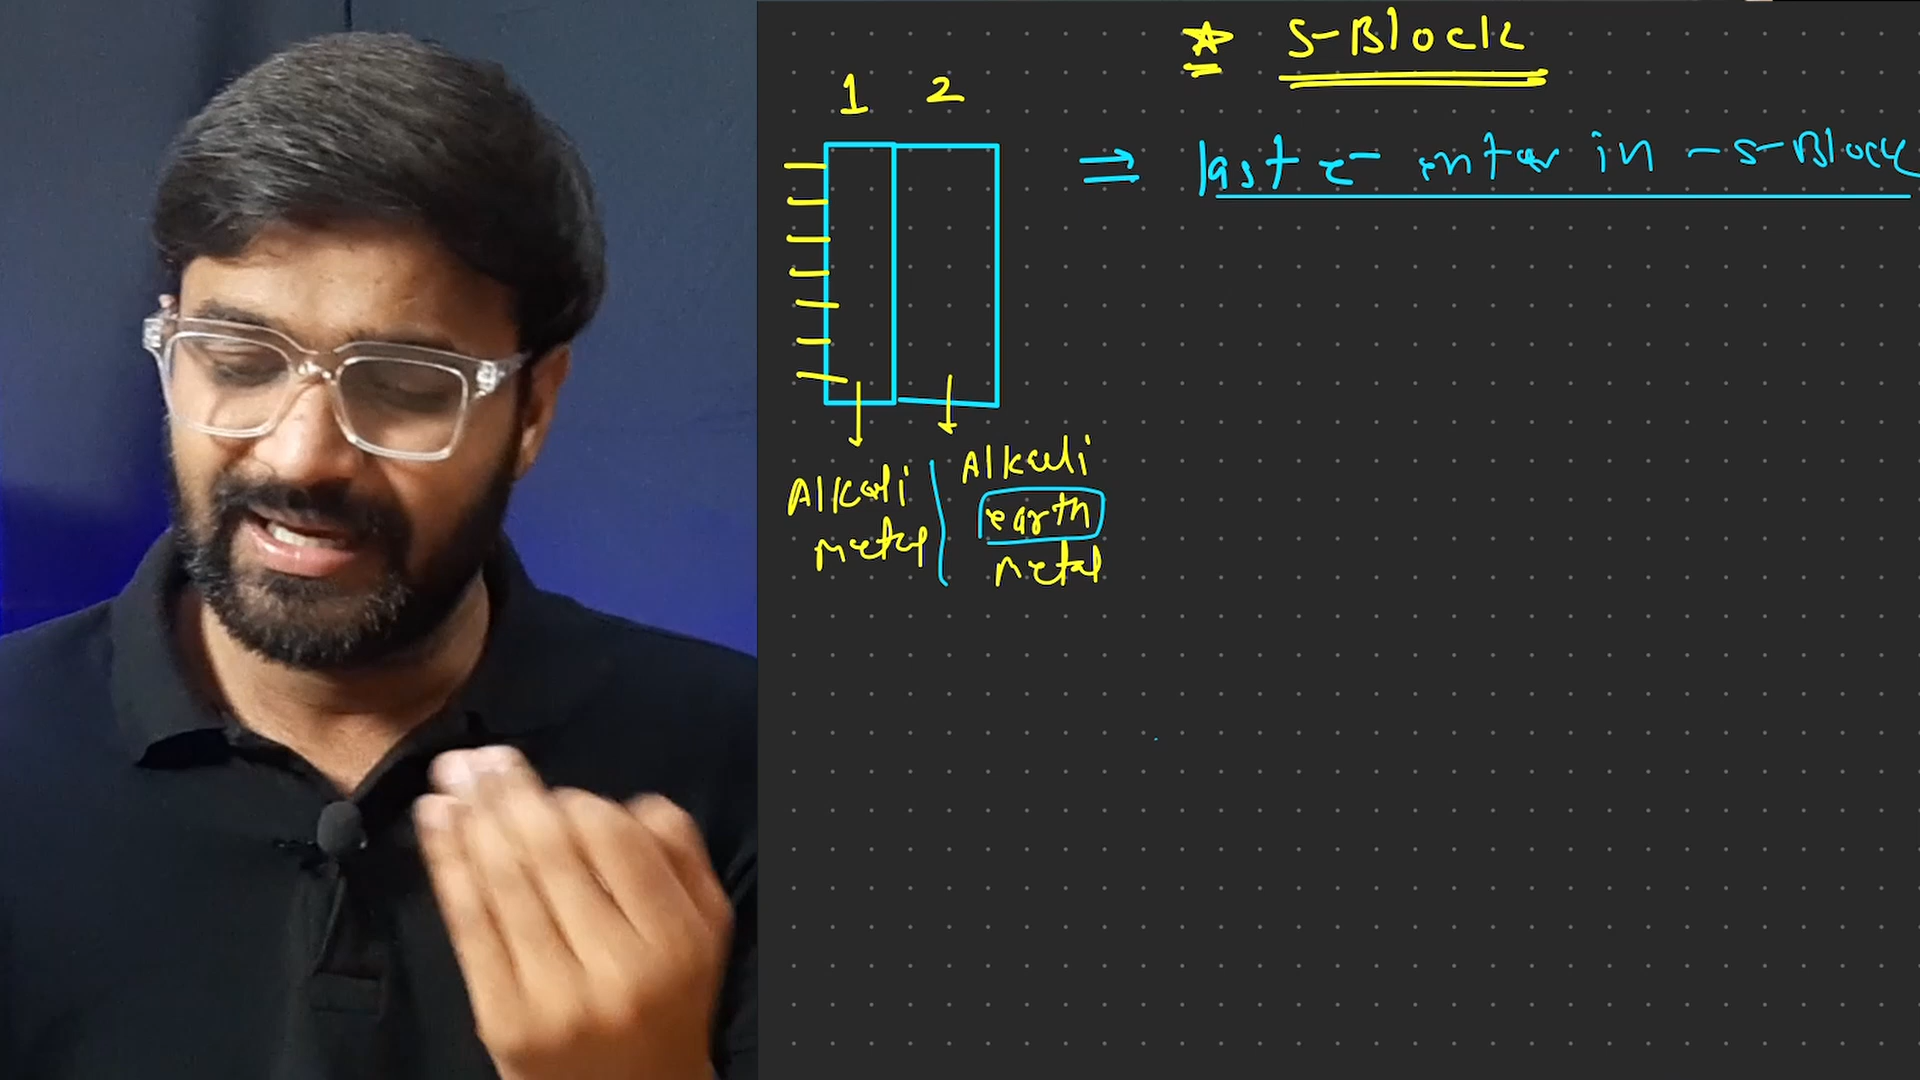 ☆ S-Block
1 2
⇒ last e⁻ enter in - s-Block
Alkali
metal
Alkali
earth
metal